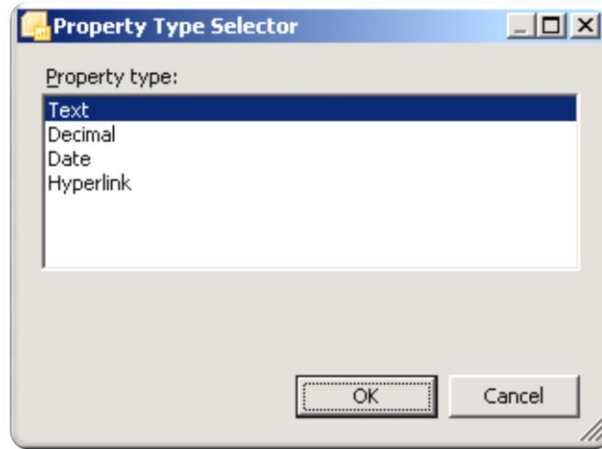 Property Type Selector
Property type:
Text
Decimal
Date
Hyperlink
OK Cancel